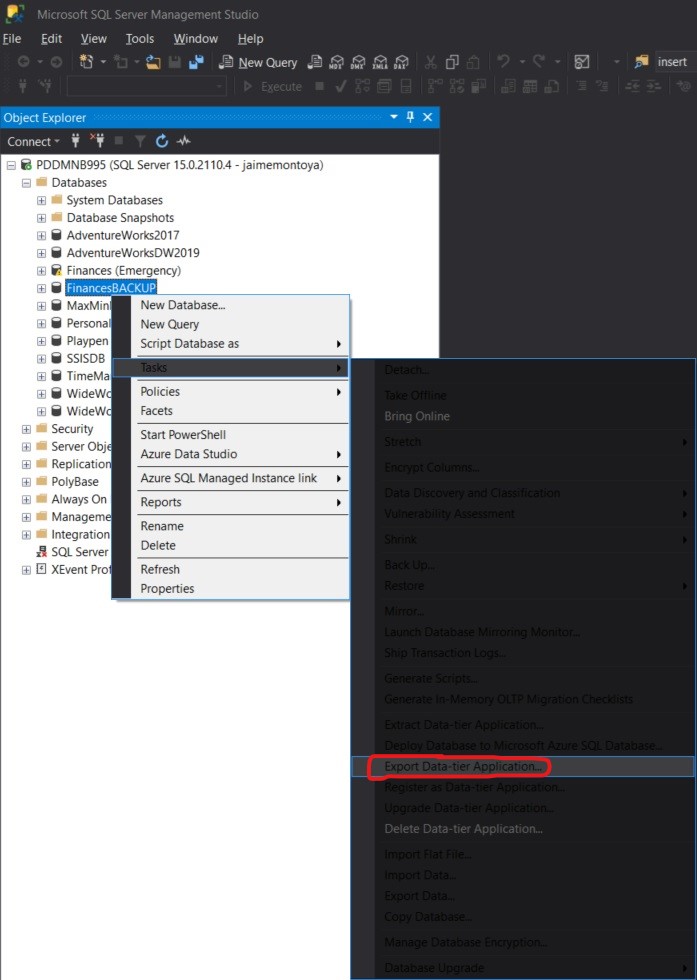 Microsoft SQL Server Management Studio
File Edit View Tools Window Help
New Query MDX DMX XMLA DAX insert
Execute
Object Explorer
Connect
PDDMNB995 (SQL Server 15.0.2110.4 - jaimemontoya)
Databases
System Databases
Database Snapshots
AdventureWorks2017
AdventureWorksDW2019
Finances (Emergency)
FinancesBACKUP
MaxMin
Personal
Playpen
SSISDB
TimeMa
WideWo
WideWo
Security
Server Obje
Replication
PolyBase
Always On
Manageme
Integration
SQL Server
XEvent Prof
New Database...
New Query
Script Database as
Tasks
Policies
Facets
Start PowerShell
Azure Data Studio
Azure SQL Managed Instance link
Reports
Rename
Delete
Refresh
Properties
Detach...
Take Offline
Bring Online
Stretch
Encrypt Columns...
Data Discovery and Classification
Vulnerability Assessment
Shrink
Back Up...
Restore
Mirror...
Launch Database Mirroring Monitor...
Ship Transaction Logs...
Generate Scripts...
Generate In-Memory OLTP Migration Checklists
Extract Data-tier Application...
Deploy Database to Microsoft Azure SQL Database...
Export Data-tier Application...
Register as Data-tier Application...
Upgrade Data-tier Application...
Delete Data-tier Application...
Import Flat File...
Import Data...
Export Data...
Copy Database...
Manage Database Encryption...
Database Upgrade